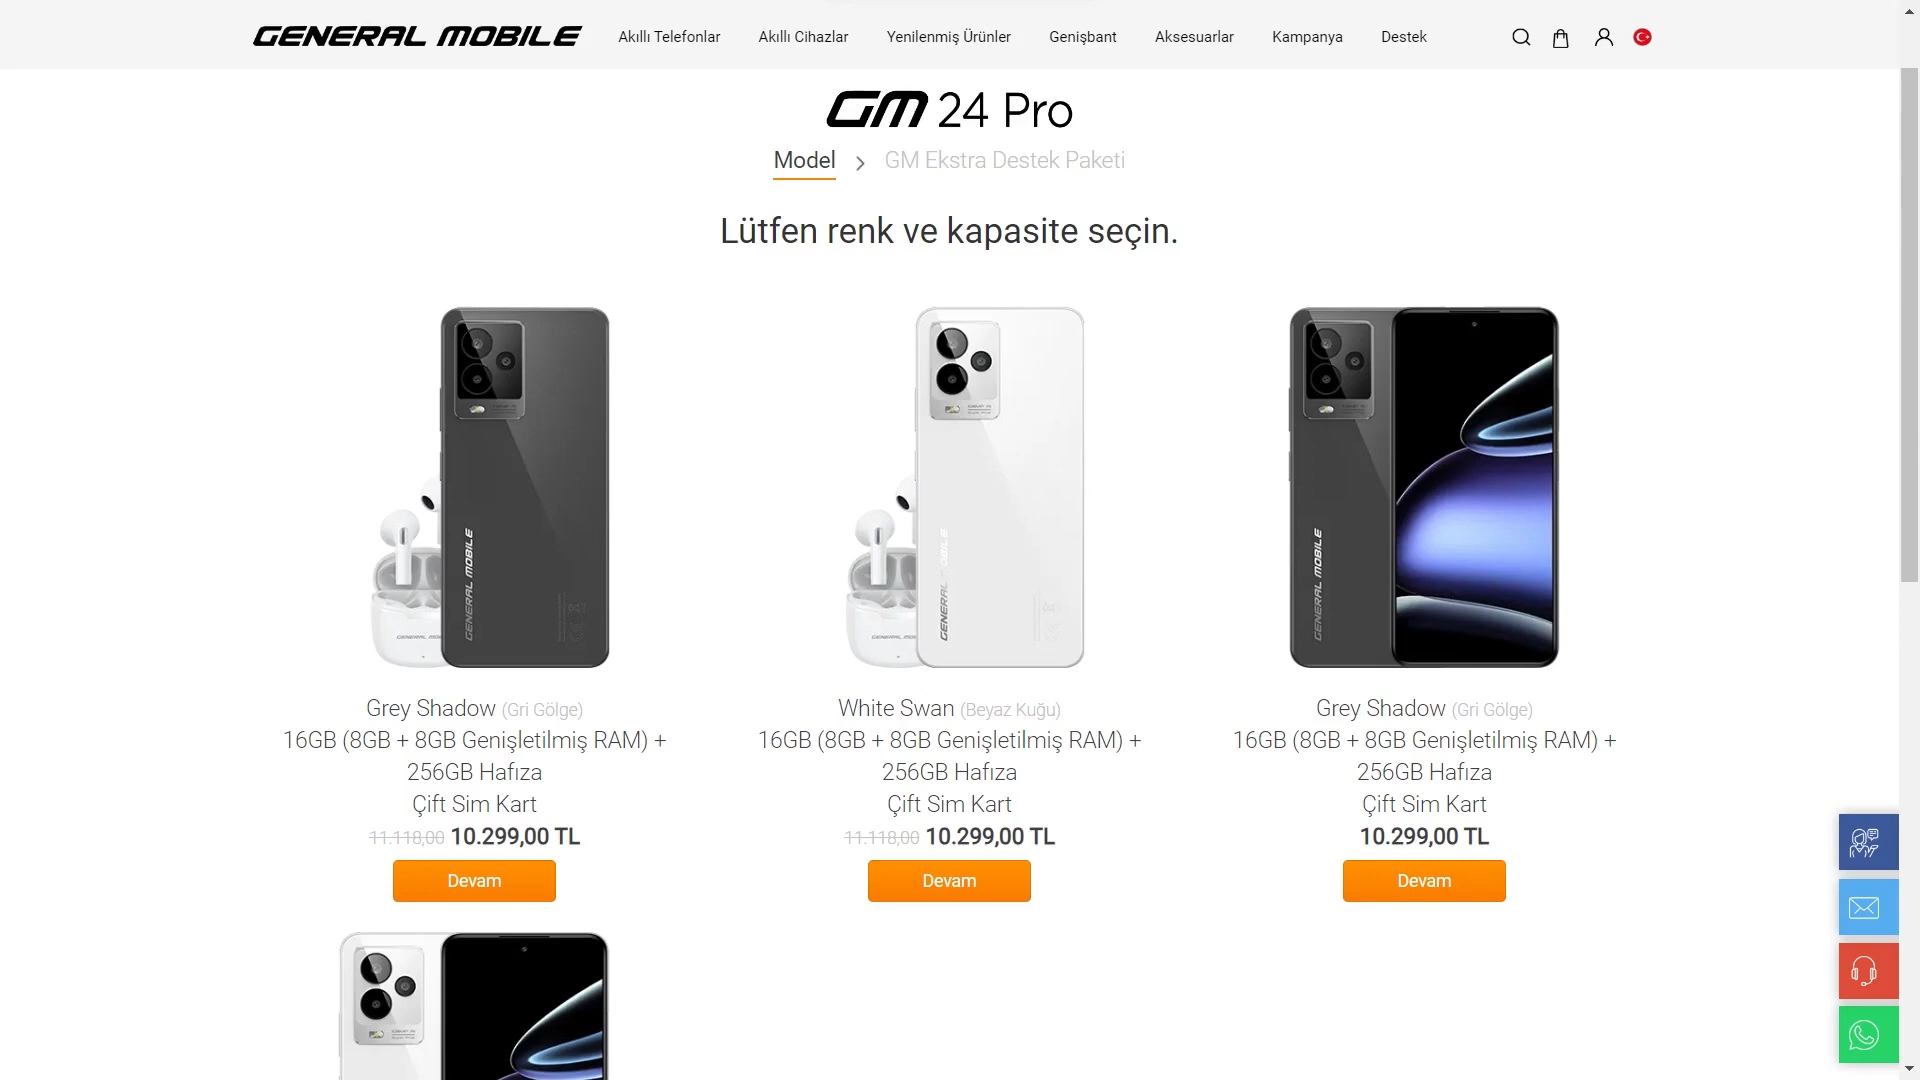 GENERAL MOBILE
Akıllı Telefonlar
Akıllı Cihazlar
Yenilenmiş Ürünler
Genişbant
Aksesuarlar
Kampanya
Destek
GM 24 Pro
Model
GM Ekstra Destek Paketi
Lütfen renk ve kapasite seçin.
GENERAL MOBILE
GENERAL MOBILE
GENERAL MOBILE
Grey Shadow (Gri Gölge)
16GB (8GB + 8GB Genişletilmiş RAM) +
256GB Hafıza
Çift Sim Kart
11.118,00 10.299,00 TL
Devam
White Swan (Beyaz Kuğu)
16GB (8GB + 8GB Genişletilmiş RAM) +
256GB Hafıza
Çift Sim Kart
11.118,00 10.299,00 TL
Devam
Grey Shadow (Gri Gölge)
16GB (8GB + 8GB Genişletilmiş RAM) +
256GB Hafıza
Çift Sim Kart
10.299,00 TL
Devam